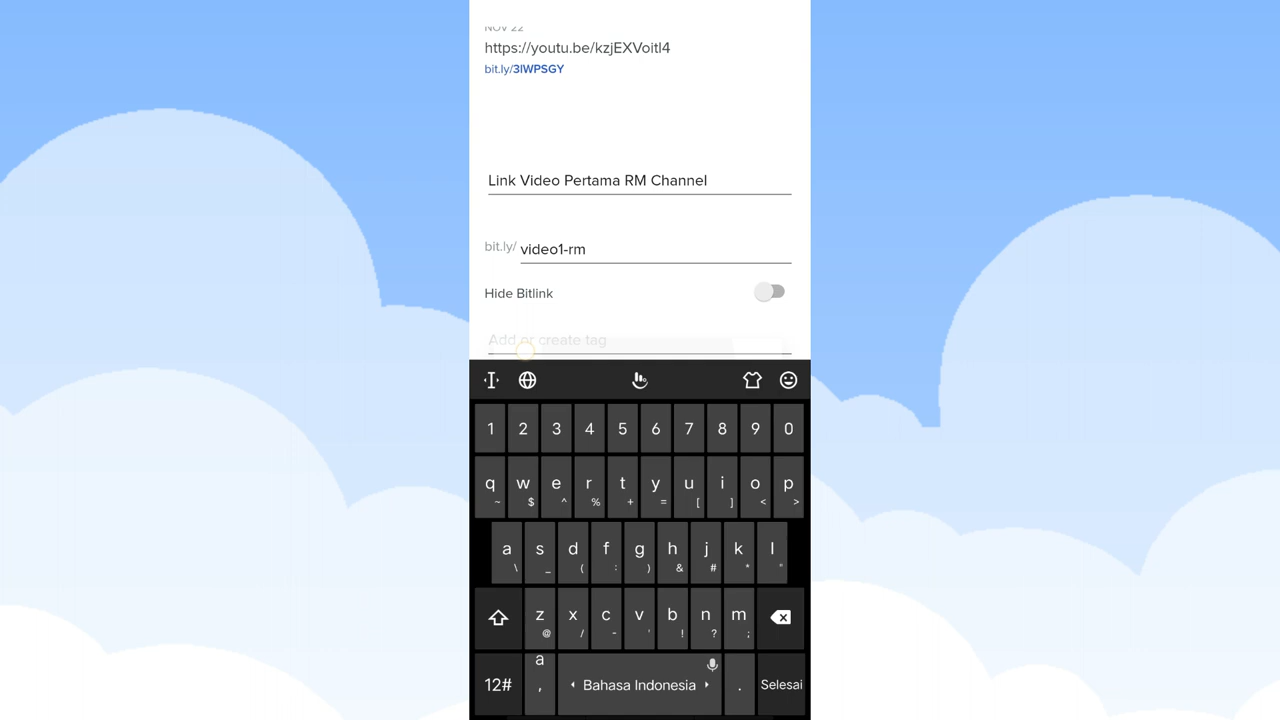 NOV 22
https://youtu.be/kzjEXVoitl4
bit.ly/3lWPSGY
Link Video Pertama RM Channel
bit.ly/ video1-rm
Hide Bitlink
Add or create tag
1 2 3 4 5 6 7 8 9 0
q w e r t y u i o p
~ $ ^ % + = [ ] < >
a s d f g h j k l
\ _ ( : ) & # * "
z x c v b n m
@ / - ' ! ? ;
12# a , Bahasa Indonesia . Selesai